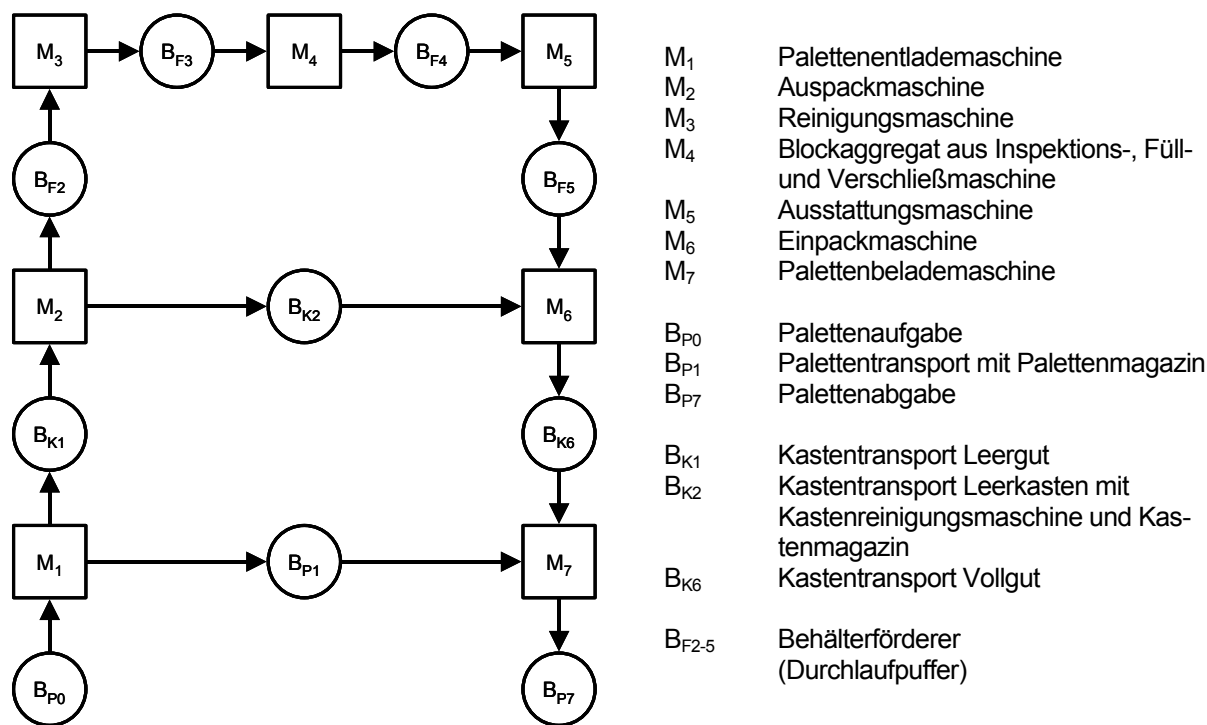 M3 BF3 M4 BF4 M5
BF2 BF5
M2 BK2 M6
BK1 BK6
M1 BP1 M7
BP0 BP7
M1 Palettenentlademaschine
M2 Auspackmaschine
M3 Reinigungsmaschine
M4 Blockaggregat aus Inspektions-, Füll-
und Verschließmaschine
M5 Ausstattungsmaschine
M6 Einpackmaschine
M7 Palettenbelademaschine
BP0 Palettenaufgabe
BP1 Palettentransport mit Palettenmagazin
BP7 Palettenabgabe
BK1 Kastentransport Leergut
BK2 Kastentransport Leerkasten mit
Kastenreinigungsmaschine und Kas-
tenmagazin
BK6 Kastentransport Vollgut
BF2-5 Behälterförderer
(Durchlaufpuffer)